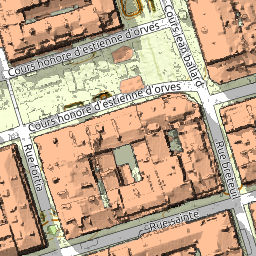 Cours honoré d'estienne d'orves
Cours jean ballard
Cours honoré d'estienne d'orves
Rue fortia
Rue breteuil
Rue sainte